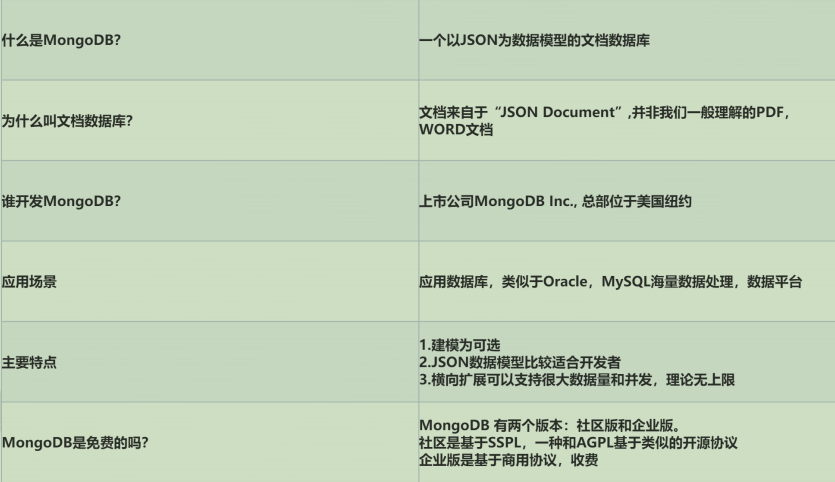 什么是MongoDB?
一个以JSON为数据模型的文档数据库
为什么叫文档数据库?
文档来自于“JSON Document”,并非我们一般理解的PDF,
WORD文档
谁开发MongoDB?
上市公司MongoDB Inc., 总部位于美国纽约
应用场景
应用数据库，类似于Oracle，MySQL海量数据处理，数据平台
主要特点
1.建模为可选
2.JSON数据模型比较适合开发者
3.横向扩展可以支持很大数据量和并发，理论无上限
MongoDB是免费的吗?
MongoDB 有两个版本：社区版和企业版。
社区是基于SSPL，一种和AGPL基于类似的开源协议
企业版是基于商用协议，收费